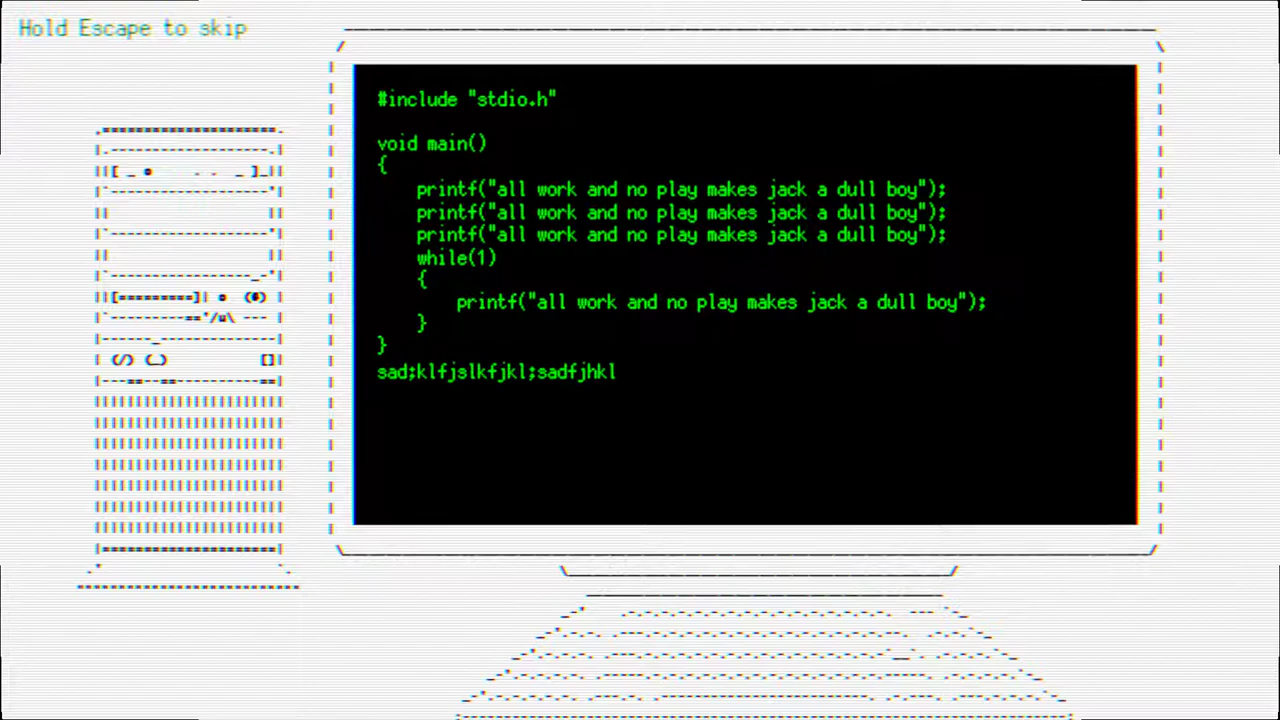 Hold Escape to skip
#include "stdio.h"
void main()
{
printf("all work and no play makes jack a dull boy");
printf("all work and no play makes jack a dull boy");
printf("all work and no play makes jack a dull boy");
while(1)
{
printf("all work and no play makes jack a dull boy");
}
}
sad;klfjslkfjkl;sadfjhkl